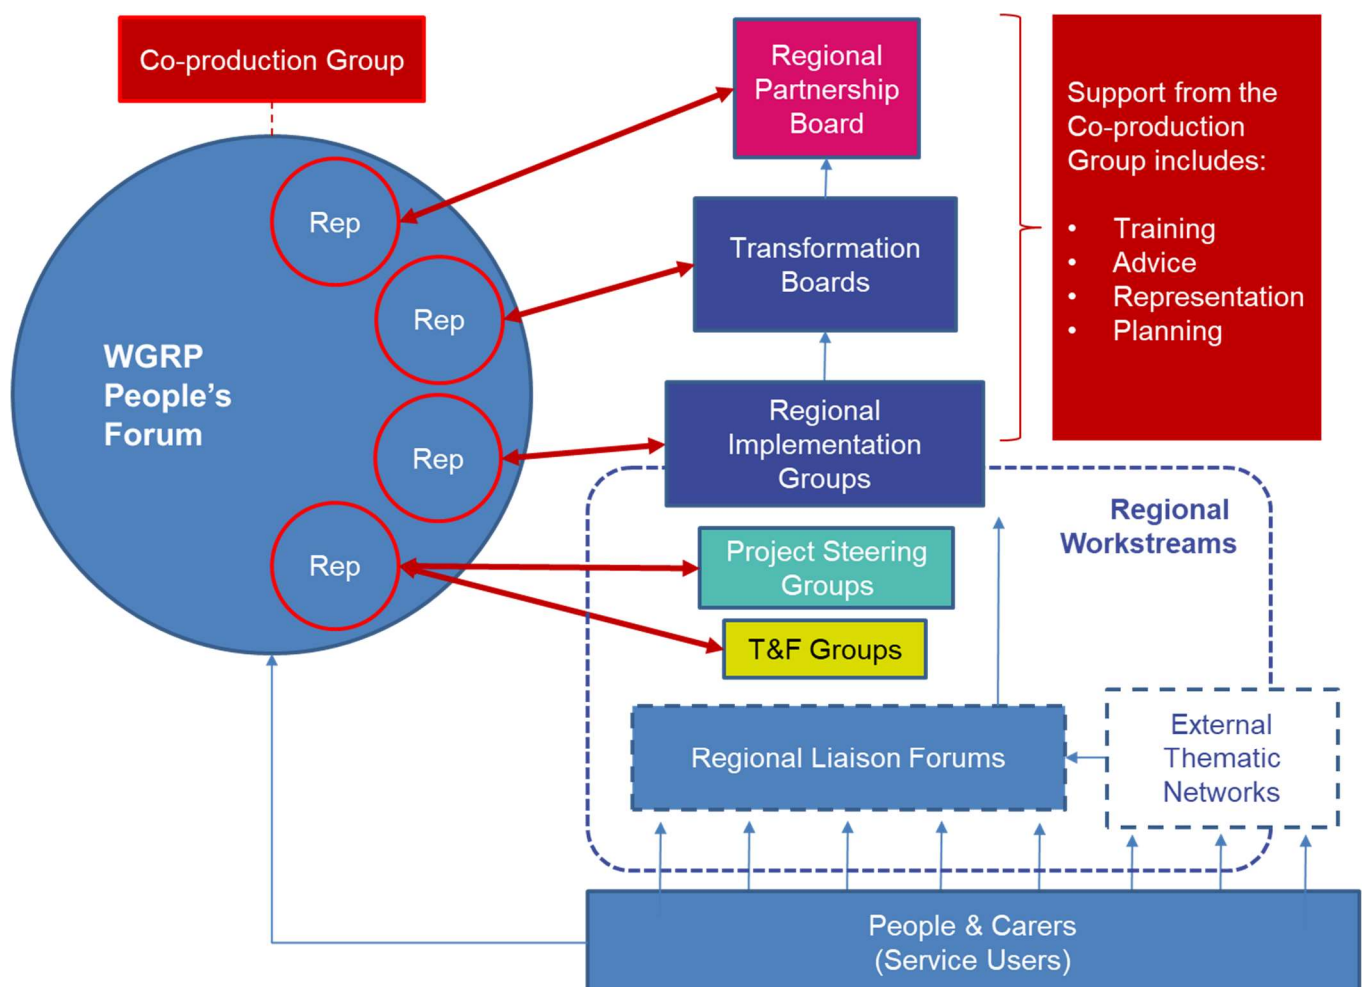 Co-production Group
WGRP
People’s
Forum
Rep
Rep
Rep
Rep
Regional
Partnership
Board
Transformation
Boards
Regional
Implementation
Groups
Support from the
Co-production
Group includes:
• Training
• Advice
• Representation
• Planning
Regional
Workstreams
Project Steering
Groups
T&F Groups
Regional Liaison Forums
External
Thematic
Networks
People & Carers
(Service Users)